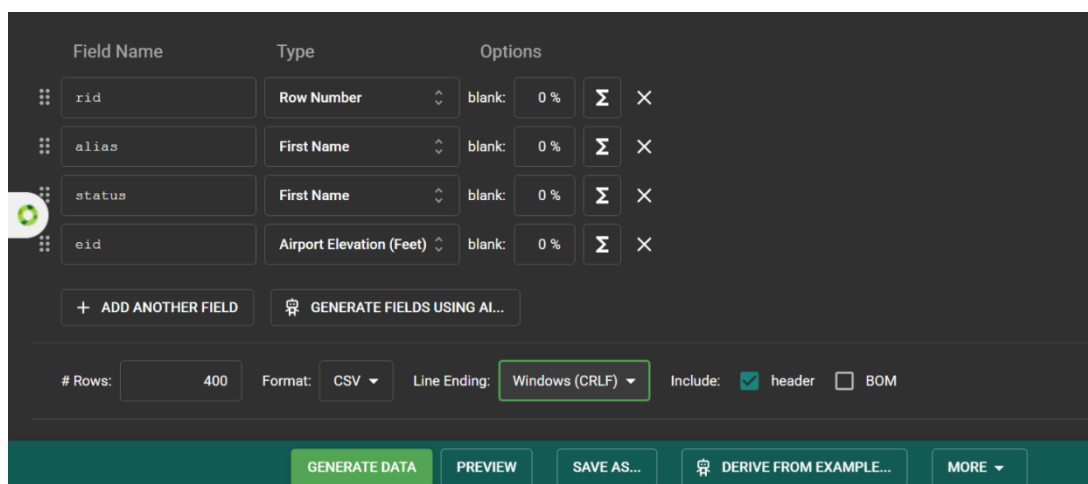 Field Name Type Options
rid Row Number blank: 0 % Σ
alias First Name blank: 0 % Σ
status First Name blank: 0 % Σ
eid Airport Elevation (Feet) blank: 0 % Σ
+ ADD ANOTHER FIELD GENERATE FIELDS USING AI...
# Rows: 400 Format: CSV Line Ending: Windows (CRLF) Include: header BOM
GENERATE DATA PREVIEW SAVE AS... DERIVE FROM EXAMPLE... MORE